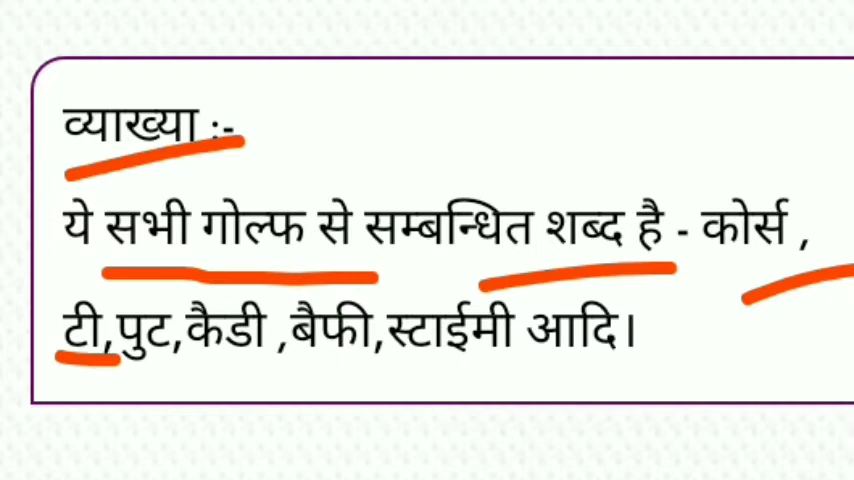 व्याख्या :-
ये सभी गोल्फ से सम्बन्धित शब्द है - कोर्स ,
टी,पुट,कैडी ,बैफी,स्टाईमी आदि।